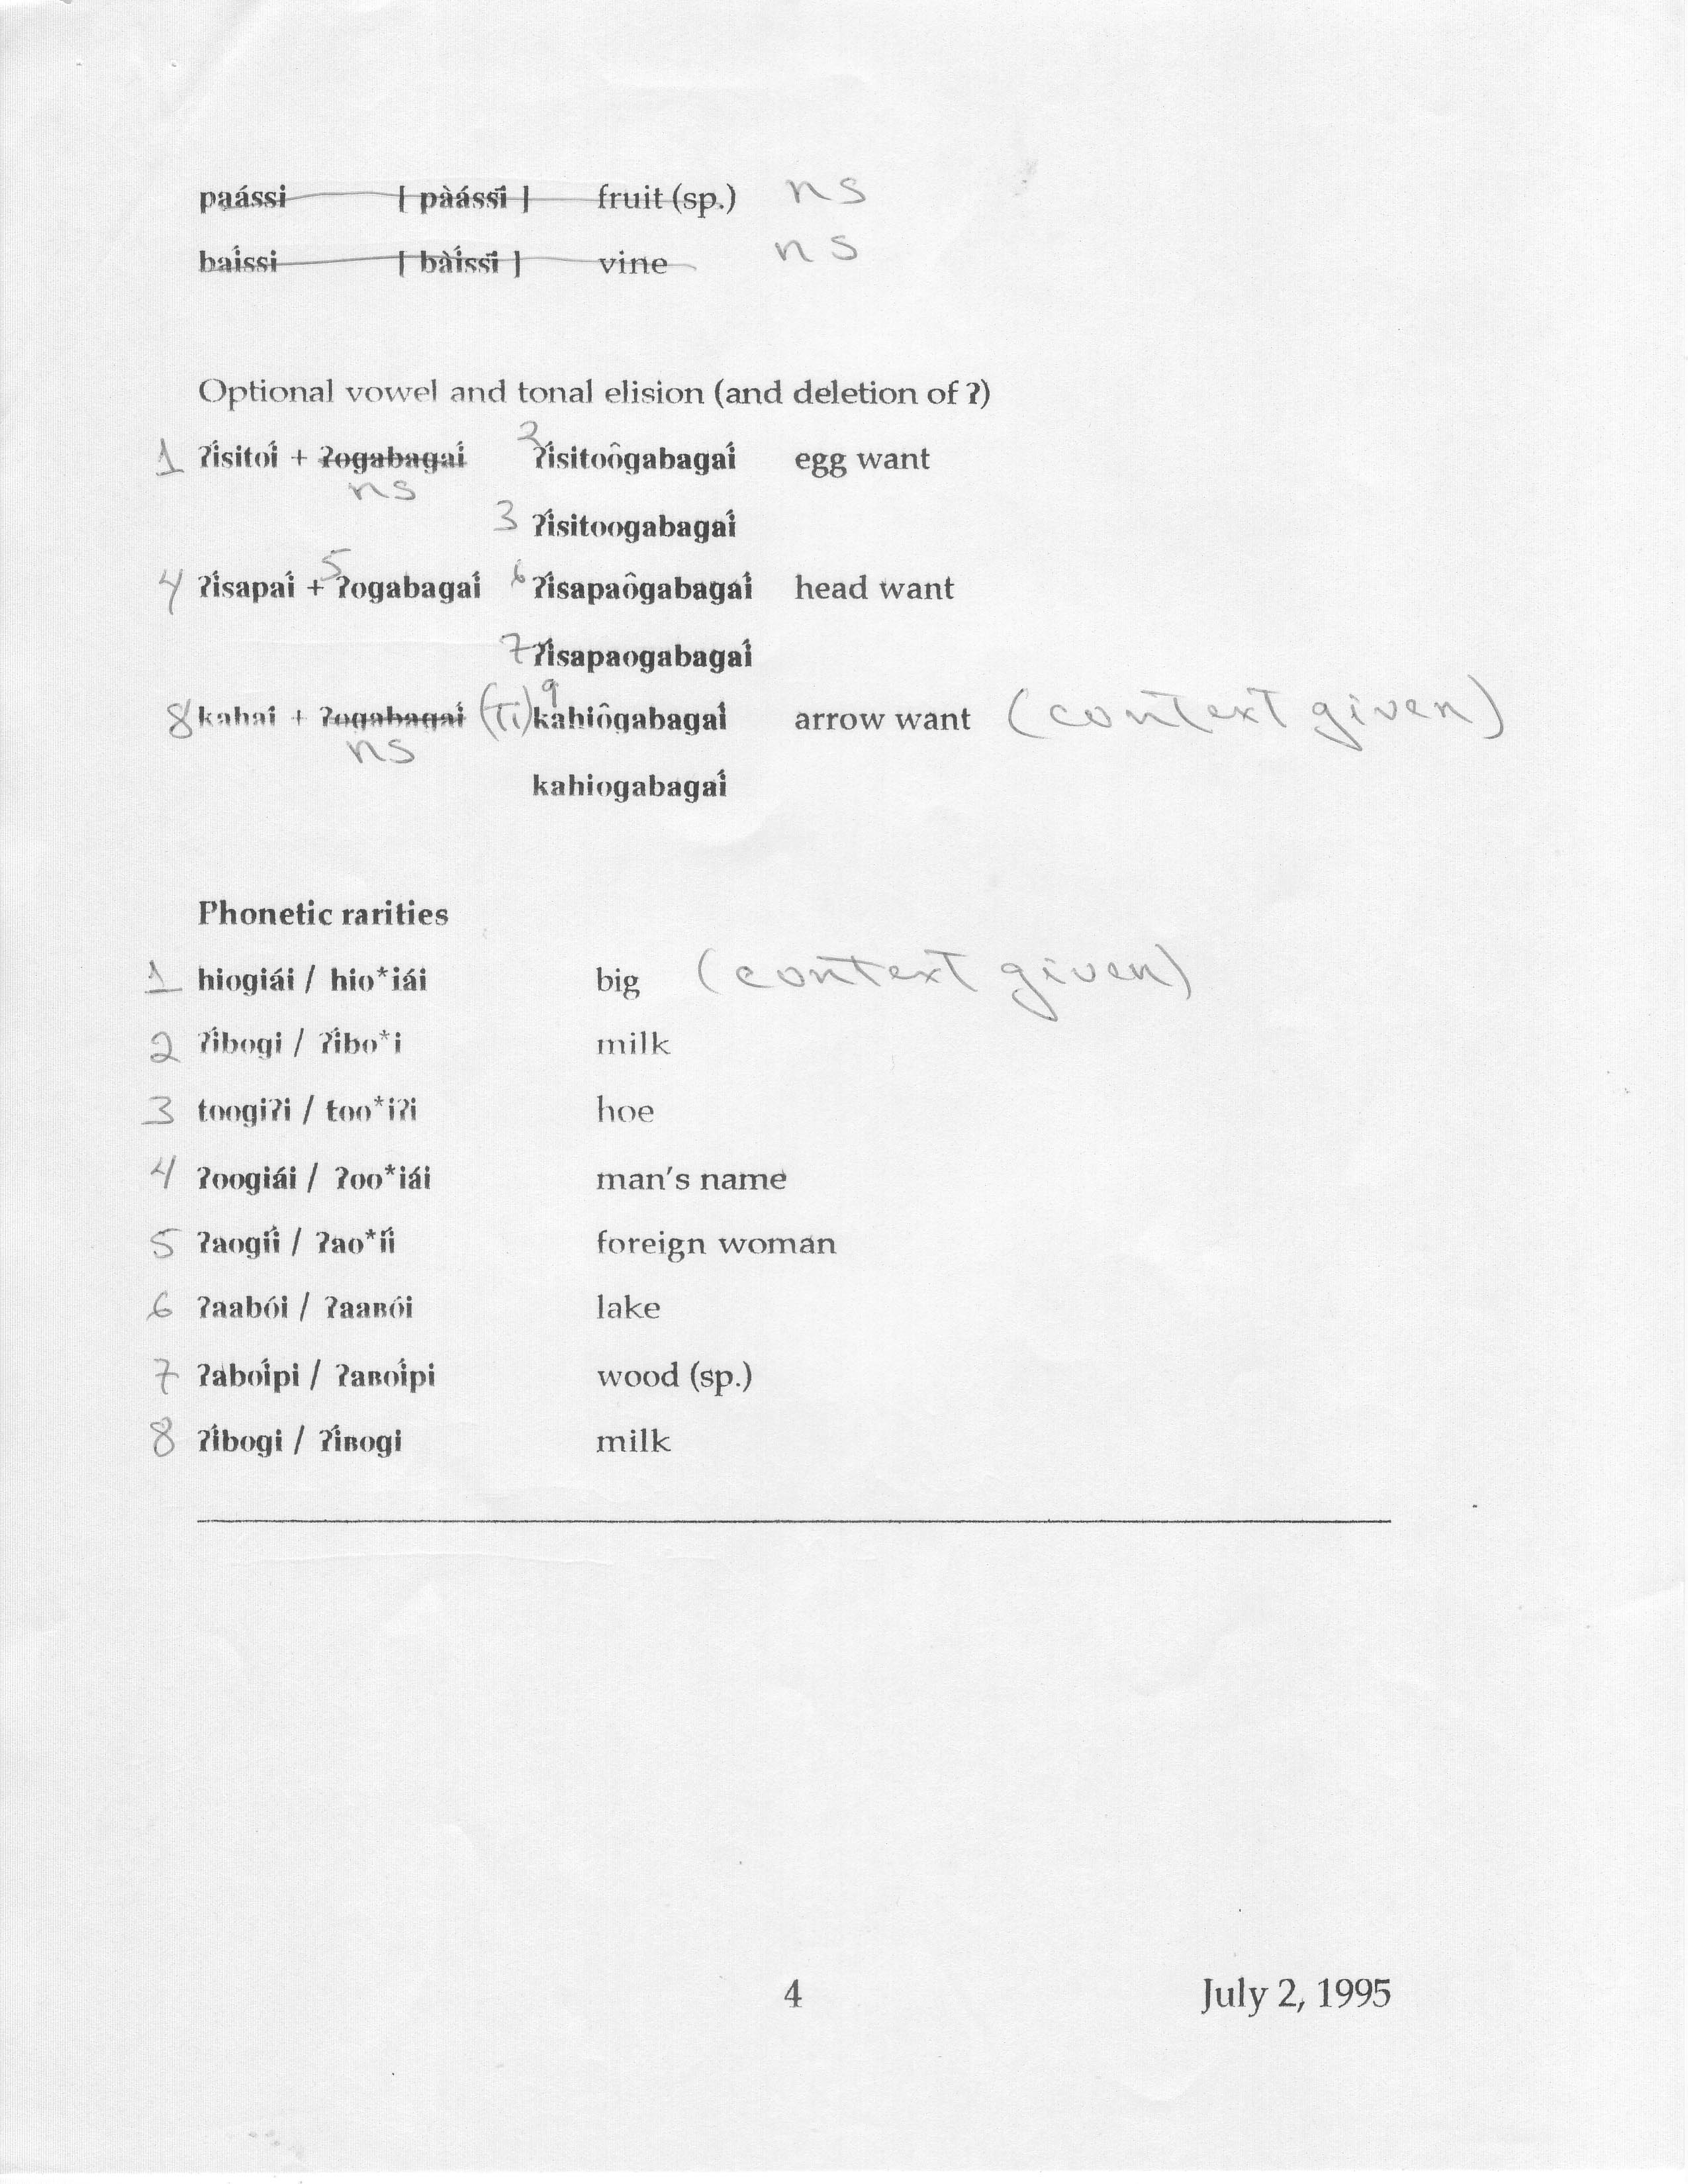 paássi [ pàássī ] fruit (sp.) ns
baíssi [ bàíssī ] vine ns
Optional vowel and tonal elision (and deletion of ʔ)
1 ʔísitoí + ʔogabagaí 2 ʔísitoôgabagaí egg want
ns
3 ʔísitoogabagaí
4 ʔísapaí + 5 ʔogabagaí 6 ʔísapaôgabagaí head want
7 ʔísapaogabagaí
8 kahaí + ʔogabagaí (Ti) 9 kahiôgabagaí arrow want (context given)
ns
kahiogabagaí
Phonetic rarities
1 hiogiái / hio*iái big (context given)
2 ʔíbogi / ʔíbo*i milk
3 toogiʔi / too*iʔi hoe
4 ʔoogiái / ʔoo*iái man's name
5 ʔaogií / ʔao*ií foreign woman
6 ʔaabói / ʔaaʙói lake
7 ʔaboípi / ʔaʙoípi wood (sp.)
8 ʔíbogi / ʔíʙogi milk
4 July 2, 1995